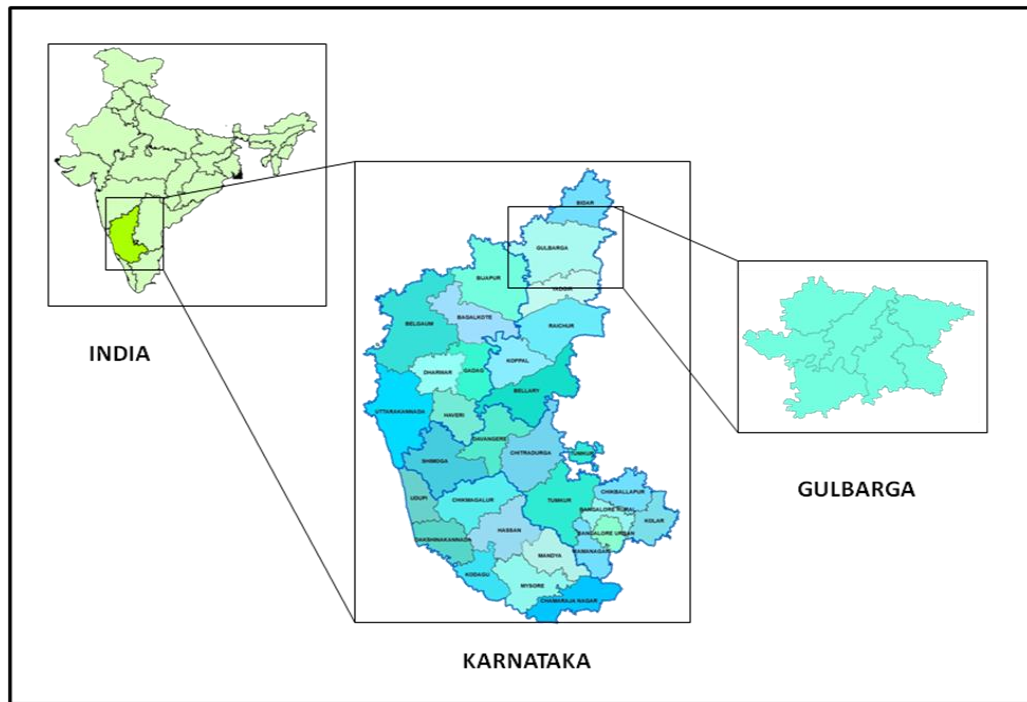 INDIA
BIDAR
GULBARGA
YADGIR
BIJAPUR
BAGALKOTE
BELGAUM
RAICHUR
KOPPAL
GADAG
DHARWAR
BELLARY
UTTARAKANNADA
HAVERI
DAVANGERE
CHITRADURGA
SHIMOGA
TUMKUR
CHIKBALLAPUR
UDUPI
CHIKMAGALUR
TUMKUR
BANGALORE RURAL
KOLAR
HASSAN
BANGALORE URBAN
DAKSHINAKANNADA
MANDYA
RAMANAGAR
KODAGU
MYSORE
CHAMARAJA NAGAR
KARNATAKA
GULBARGA